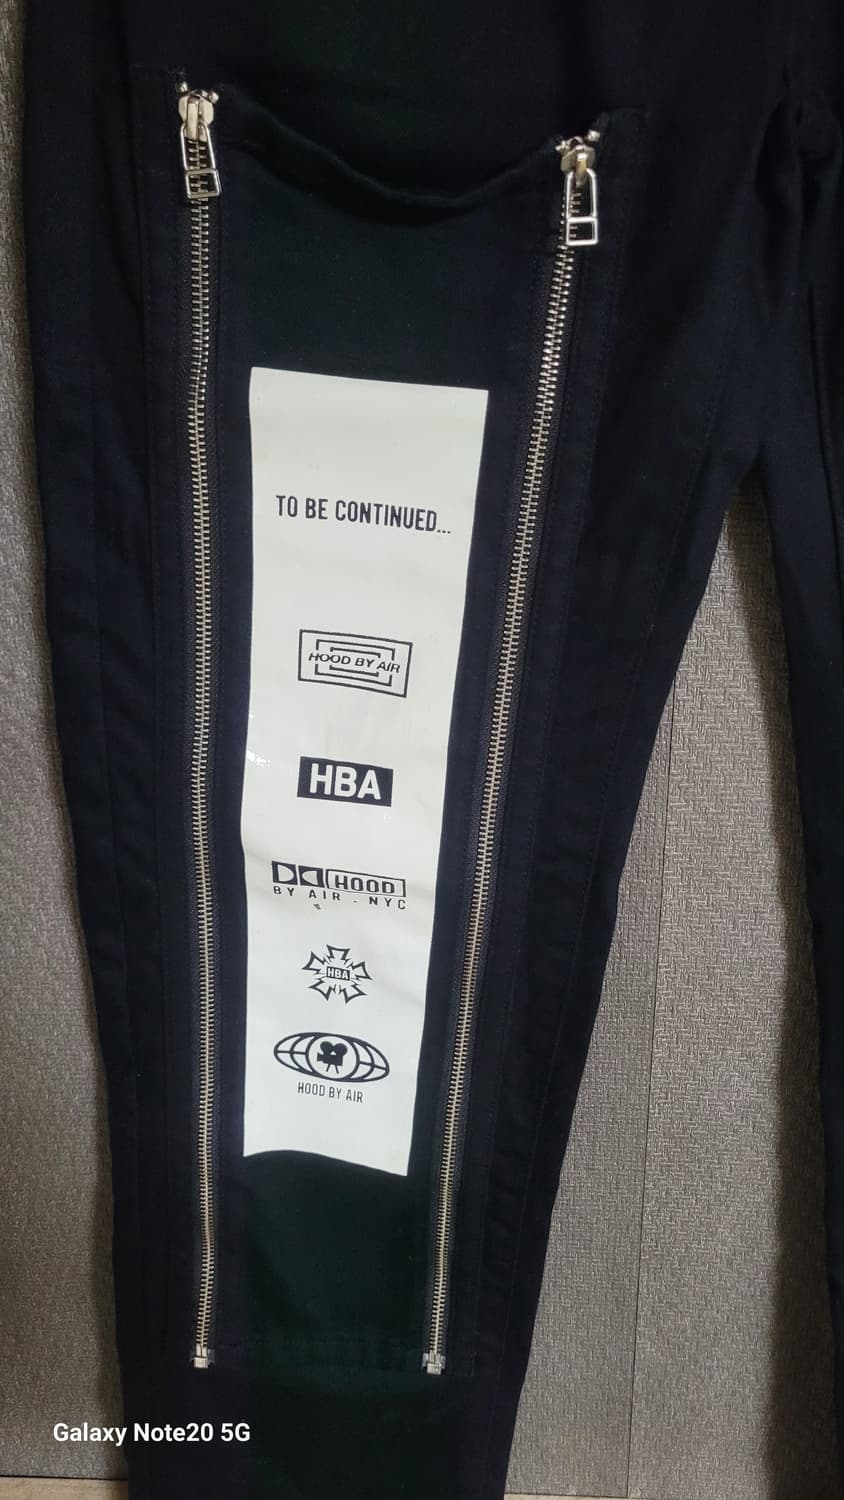 TO BE CONTINUED...
HOOD BY AIR
HBA
HOOD
BY AIR . NYC
HBA
HOOD BY AIR
Galaxy Note20 5G